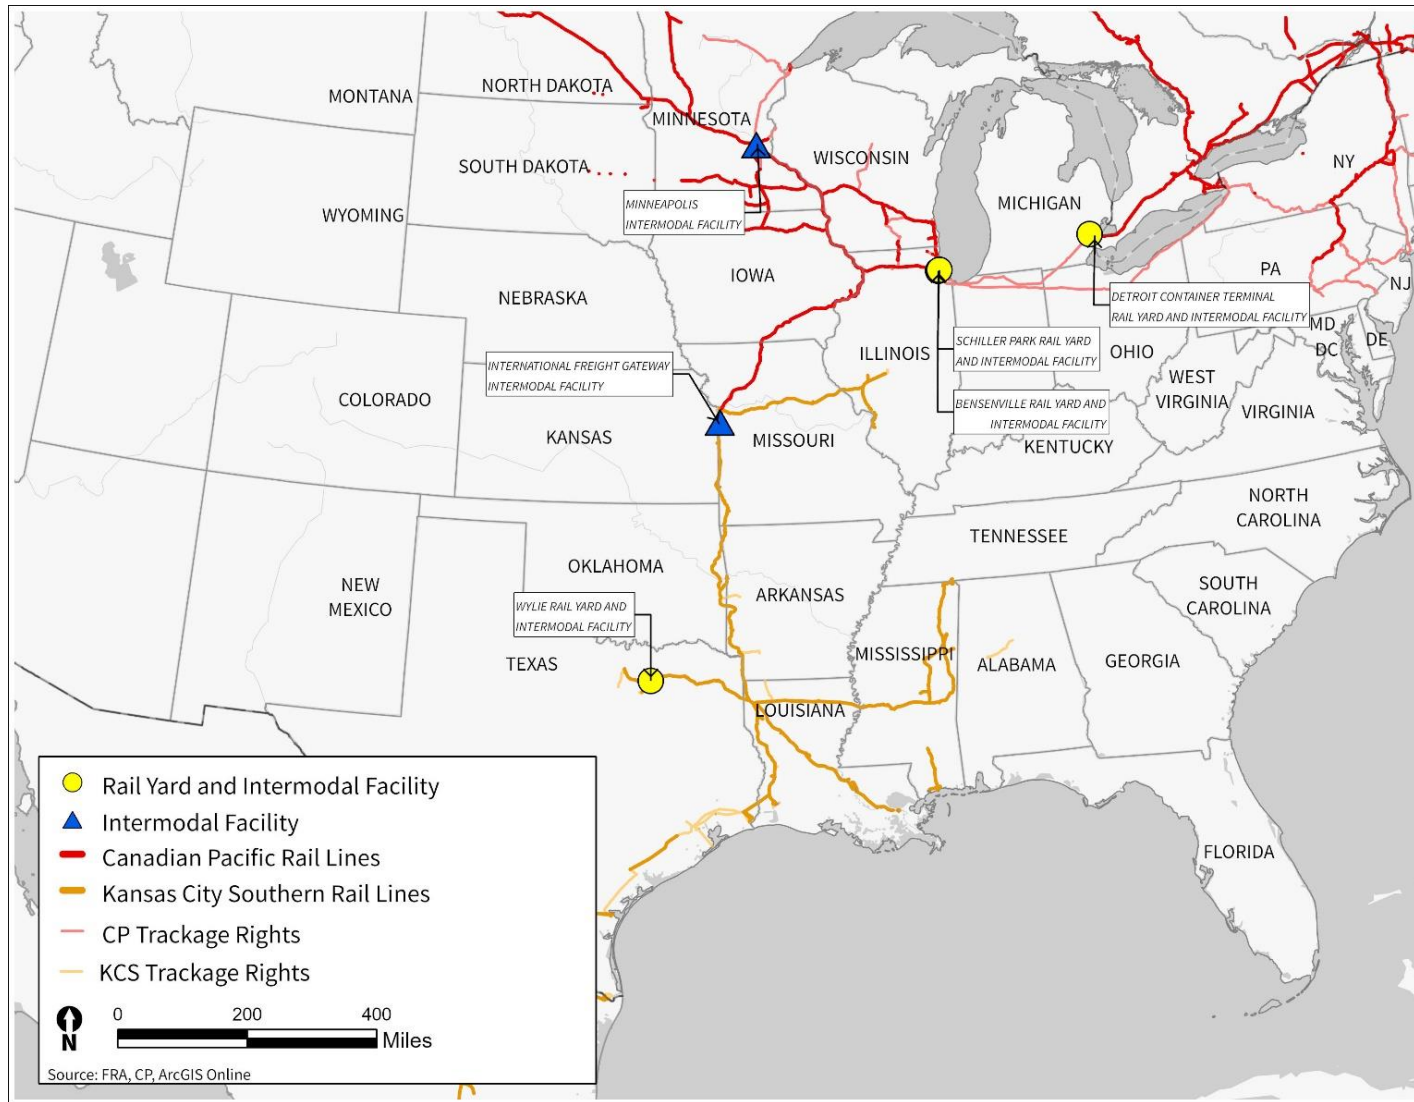 MONTANA
NORTH DAKOTA
MINNESOTA
SOUTH DAKOTA
WISCONSIN
NY
MICHIGAN
WYOMING
MINNEAPOLIS
INTERMODAL FACILITY
IOWA
PA
NJ
NEBRASKA
DETROIT CONTAINER TERMINAL
RAIL YARD AND INTERMODAL FACILITY
MD
DC
DE
SCHILLER PARK RAIL YARD
AND INTERMODAL FACILITY
ILLINOIS
OHIO
INTERNATIONAL FREIGHT GATEWAY
INTERMODAL FACILITY
WEST
VIRGINIA
VIRGINIA
COLORADO
BENSENVILLE RAIL YARD AND
INTERMODAL FACILITY
KANSAS
MISSOURI
KENTUCKY
NORTH
CAROLINA
TENNESSEE
OKLAHOMA
NEW
MEXICO
ARKANSAS
SOUTH
CAROLINA
WYLIE RAIL YARD AND
INTERMODAL FACILITY
TEXAS
MISSISSIPPI
ALABAMA
GEORGIA
LOUISIANA
FLORIDA
Rail Yard and Intermodal Facility
Intermodal Facility
Canadian Pacific Rail Lines
Kansas City Southern Rail Lines
CP Trackage Rights
KCS Trackage Rights
N
0 200 400
Miles
Source: FRA, CP, ArcGIS Online